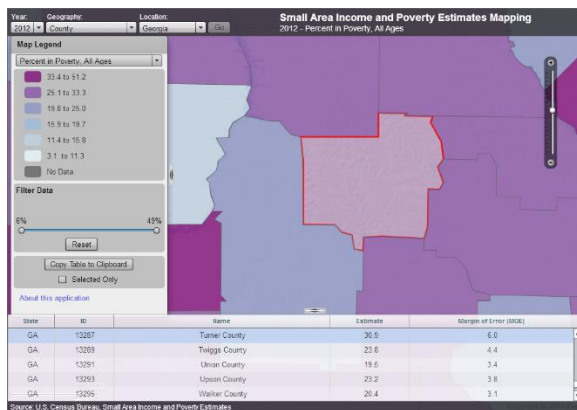 Year: Geography: Location:
2012 County Georgia Go
Small Area Income and Poverty Estimates Mapping
2012 - Percent in Poverty, All Ages
Map Legend
Percent in Poverty, All Ages
33.4 to 51.2
25.1 to 33.3
19.8 to 25.0
15.9 to 19.7
11.4 to 15.8
3.1 to 11.3
No Data
Filter Data
6% 49%
Reset
Copy Table to Clipboard
Selected Only
About this application
State ID Name Estimate Margin of Error (MOE)
GA 13287 Turner County 30.9 6.0
GA 13289 Twiggs County 23.8 4.4
GA 13291 Union County 19.5 3.4
GA 13293 Upson County 23.2 3.8
GA 13295 Walker County 20.4 3.1
Source: U.S. Census Bureau, Small Area Income and Poverty Estimates